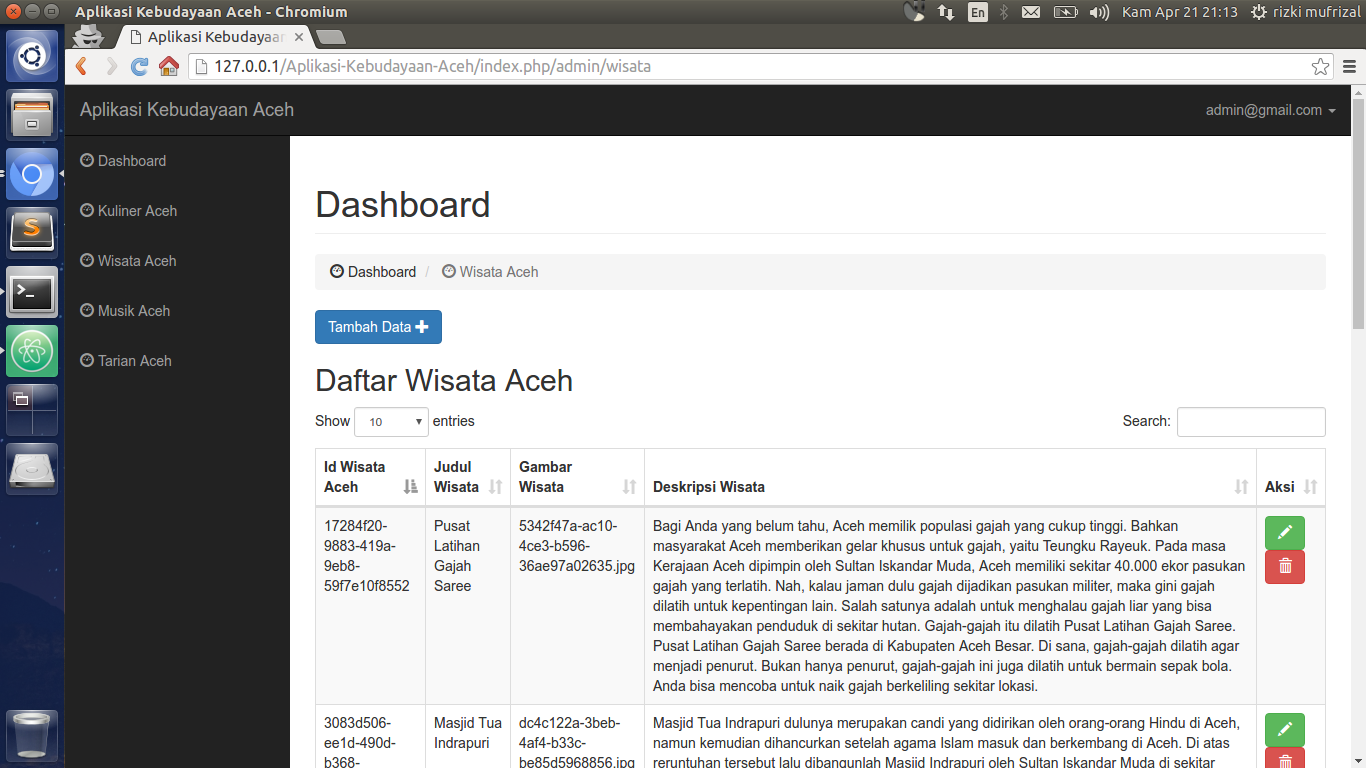 Aplikasi Kebudayaan Aceh - Chromium
En
Kam Apr 21 21:13
rizki mufrizal
Aplikasi Kebudayaan
127.0.0.1/Aplikasi-Kebudayaan-Aceh/index.php/admin/wisata
Aplikasi Kebudayaan Aceh
admin@gmail.com
Dashboard
Kuliner Aceh
Wisata Aceh
Musik Aceh
Tarian Aceh
Dashboard
Dashboard / Wisata Aceh
Tambah Data
Daftar Wisata Aceh
Show 10 entries
Search:
Id Wisata
Aceh
Judul
Wisata
Gambar
Wisata
Deskripsi Wisata
Aksi
17284f20-
9883-419a-
9eb8-
59f7e10f8552
Pusat
Latihan
Gajah
Saree
5342f47a-ac10-
4ce3-b596-
36ae97a02635.jpg
Bagi Anda yang belum tahu, Aceh memilik populasi gajah yang cukup tinggi. Bahkan
masyarakat Aceh memberikan gelar khusus untuk gajah, yaitu Teungku Rayeuk. Pada masa
Kerajaan Aceh dipimpin oleh Sultan Iskandar Muda, Aceh memiliki sekitar 40.000 ekor pasukan
gajah yang terlatih. Nah, kalau jaman dulu gajah dijadikan pasukan militer, maka gini gajah
dilatih untuk kepentingan lain. Salah satunya adalah untuk menghalau gajah liar yang bisa
membahayakan penduduk di sekitar hutan. Gajah-gajah itu dilatih Pusat Latihan Gajah Saree.
Pusat Latihan Gajah Saree berada di Kabupaten Aceh Besar. Di sana, gajah-gajah dilatih agar
menjadi penurut. Bukan hanya penurut, gajah-gajah ini juga dilatih untuk bermain sepak bola.
Anda bisa mencoba untuk naik gajah berkeliling sekitar lokasi.
3083d506-
ee1d-490d-
b368-
Masjid Tua
Indrapuri
dc4c122a-3beb-
4af4-b33c-
be85d5968856.jpg
Masjid Tua Indrapuri dulunya merupakan candi yang didirikan oleh orang-orang Hindu di Aceh,
namun kemudian dihancurkan setelah agama Islam masuk dan berkembang di Aceh. Di atas
reruntuhan tersebut lalu dibangunlah Masjid Indrapuri oleh Sultan Iskandar Muda di sekitar